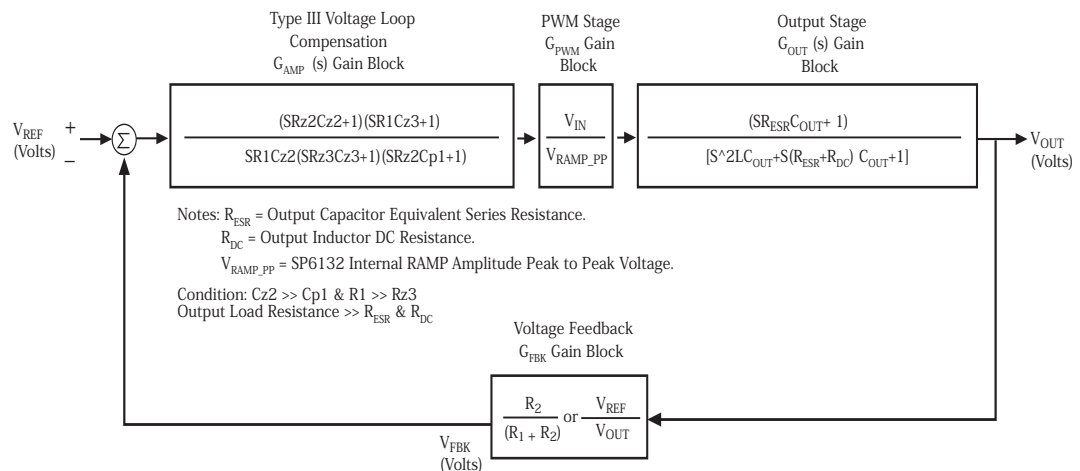 Type III Voltage Loop
Compensation
G_AMP (s) Gain Block
PWM Stage
G_PWM Gain
Block
Output Stage
G_OUT (s) Gain
Block
V_REF
(Volts)
+
−
Σ
(SRz2Cz2+1)(SR1Cz3+1)
SR1Cz2(SRz3Cz3+1)(SRz2Cp1+1)
V_IN
V_RAMP_PP
(SR_ESR C_OUT + 1)
[S^2LC_OUT+S(R_ESR+R_DC) C_OUT+1]
V_OUT
(Volts)
Notes: R_ESR = Output Capacitor Equivalent Series Resistance.
R_DC = Output Inductor DC Resistance.
V_RAMP_PP = SP6132 Internal RAMP Amplitude Peak to Peak Voltage.
Condition: Cz2 >> Cp1 & R1 >> Rz3
Output Load Resistance >> R_ESR & R_DC
Voltage Feedback
G_FBK Gain Block
R_2
(R_1 + R_2)
or
V_REF
V_OUT
V_FBK
(Volts)